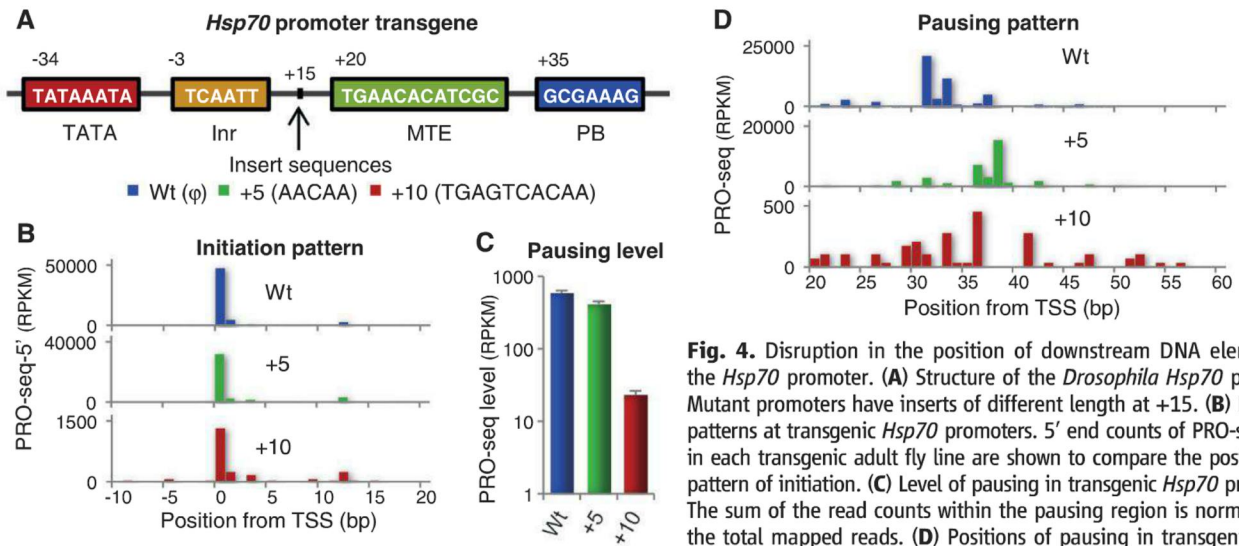 A
Hsp70 promoter transgene
-34
-3
+15
+20
+35
TATAAATA
TCAATT
TGAACACATCGC
GCGAAAG
TATA
Inr
MTE
PB
Insert sequences
Wt (φ) +5 (AACAA) +10 (TGAGTCACAA)
B
Initiation pattern
PRO-seq-5' (RPKM)
50000
0
Wt
40000
0
+5
1500
0
+10
-10 -5 0 5 10 15 20
Position from TSS (bp)
C
Pausing level
PRO-seq level (RPKM)
1000
100
10
1
Wt
+5
+10
D
Pausing pattern
PRO-seq (RPKM)
25000
0
Wt
20000
0
+5
500
0
+10
20 25 30 35 40 45 50 55 60
Position from TSS (bp)
Fig. 4. Disruption in the position of downstream DNA elem
the Hsp70 promoter. (A) Structure of the Drosophila Hsp70 p
Mutant promoters have inserts of different length at +15. (B)
patterns at transgenic Hsp70 promoters. 5′ end counts of PRO-s
in each transgenic adult fly line are shown to compare the pos
pattern of initiation. (C) Level of pausing in transgenic Hsp70 pr
The sum of the read counts within the pausing region is norm
the total mapped reads. (D) Positions of pausing in transgen